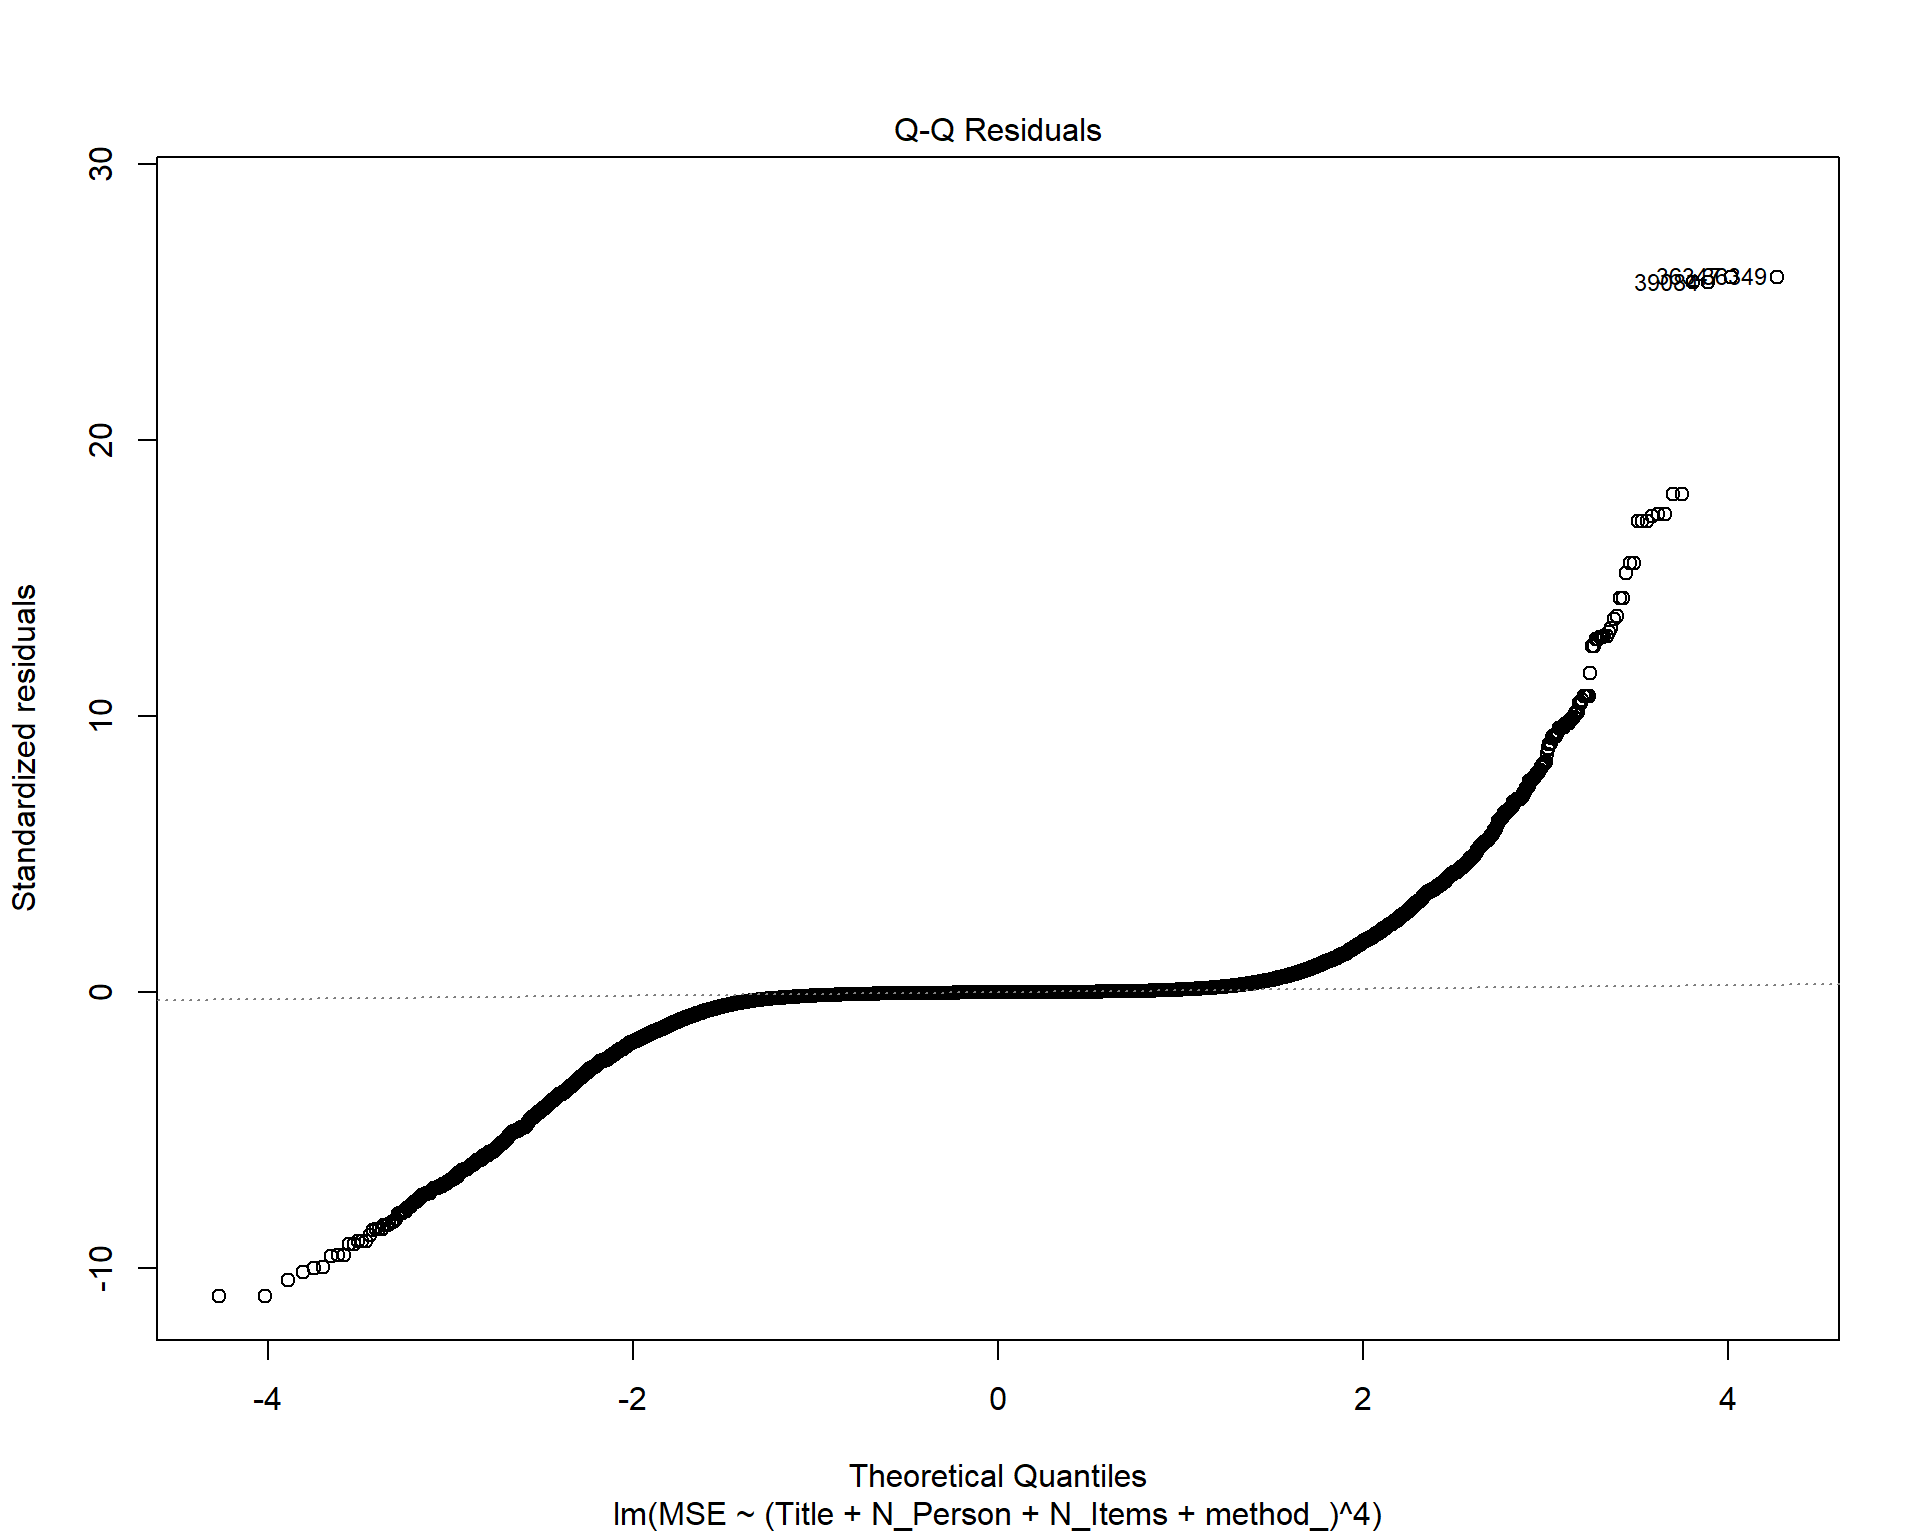 Q-Q Residuals
30
20
10
0
-10
Standardized residuals
36349
-4
-2
0
2
4
Theoretical Quantiles
lm(MSE ~ (Title + N_Person + N_Items + method_)^4)